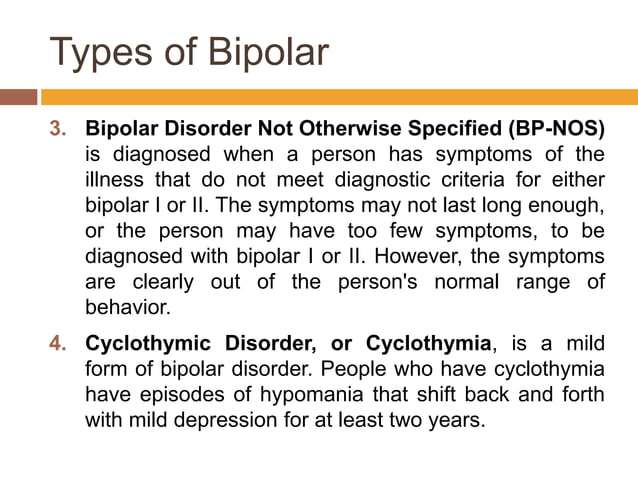 Types of Bipolar
3. Bipolar Disorder Not Otherwise Specified (BP-NOS)
is diagnosed when a person has symptoms of the
illness that do not meet diagnostic criteria for either
bipolar I or II. The symptoms may not last long enough,
or the person may have too few symptoms, to be
diagnosed with bipolar I or II. However, the symptoms
are clearly out of the person's normal range of
behavior.
4. Cyclothymic Disorder, or Cyclothymia, is a mild
form of bipolar disorder. People who have cyclothymia
have episodes of hypomania that shift back and forth
with mild depression for at least two years.